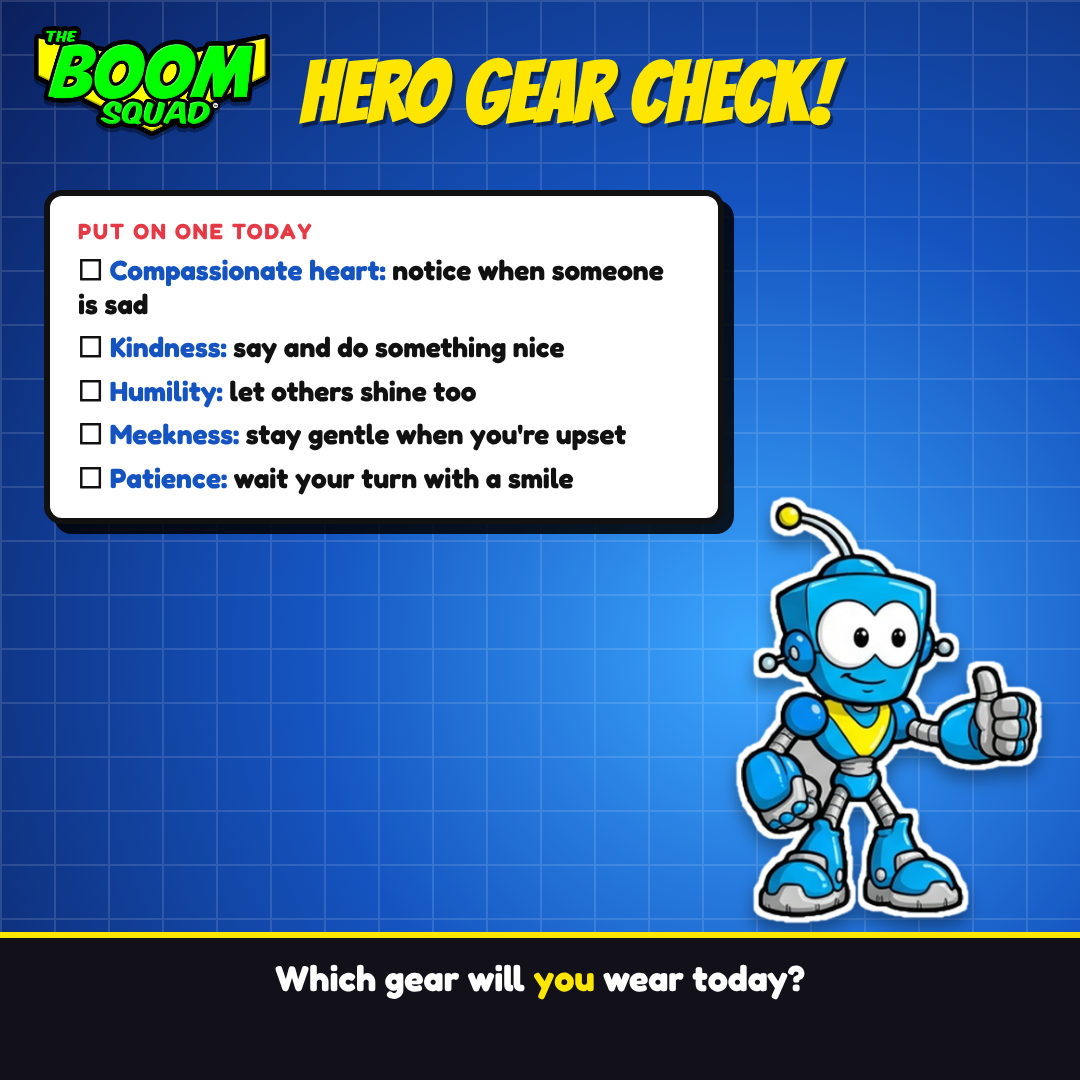 THE
BOOM
SQUAD
HERO GEAR CHECK!
PUT ON ONE TODAY
☐ Compassionate heart: notice when someone
is sad
☐ Kindness: say and do something nice
☐ Humility: let others shine too
☐ Meekness: stay gentle when you're upset
☐ Patience: wait your turn with a smile
Which gear will you wear today?